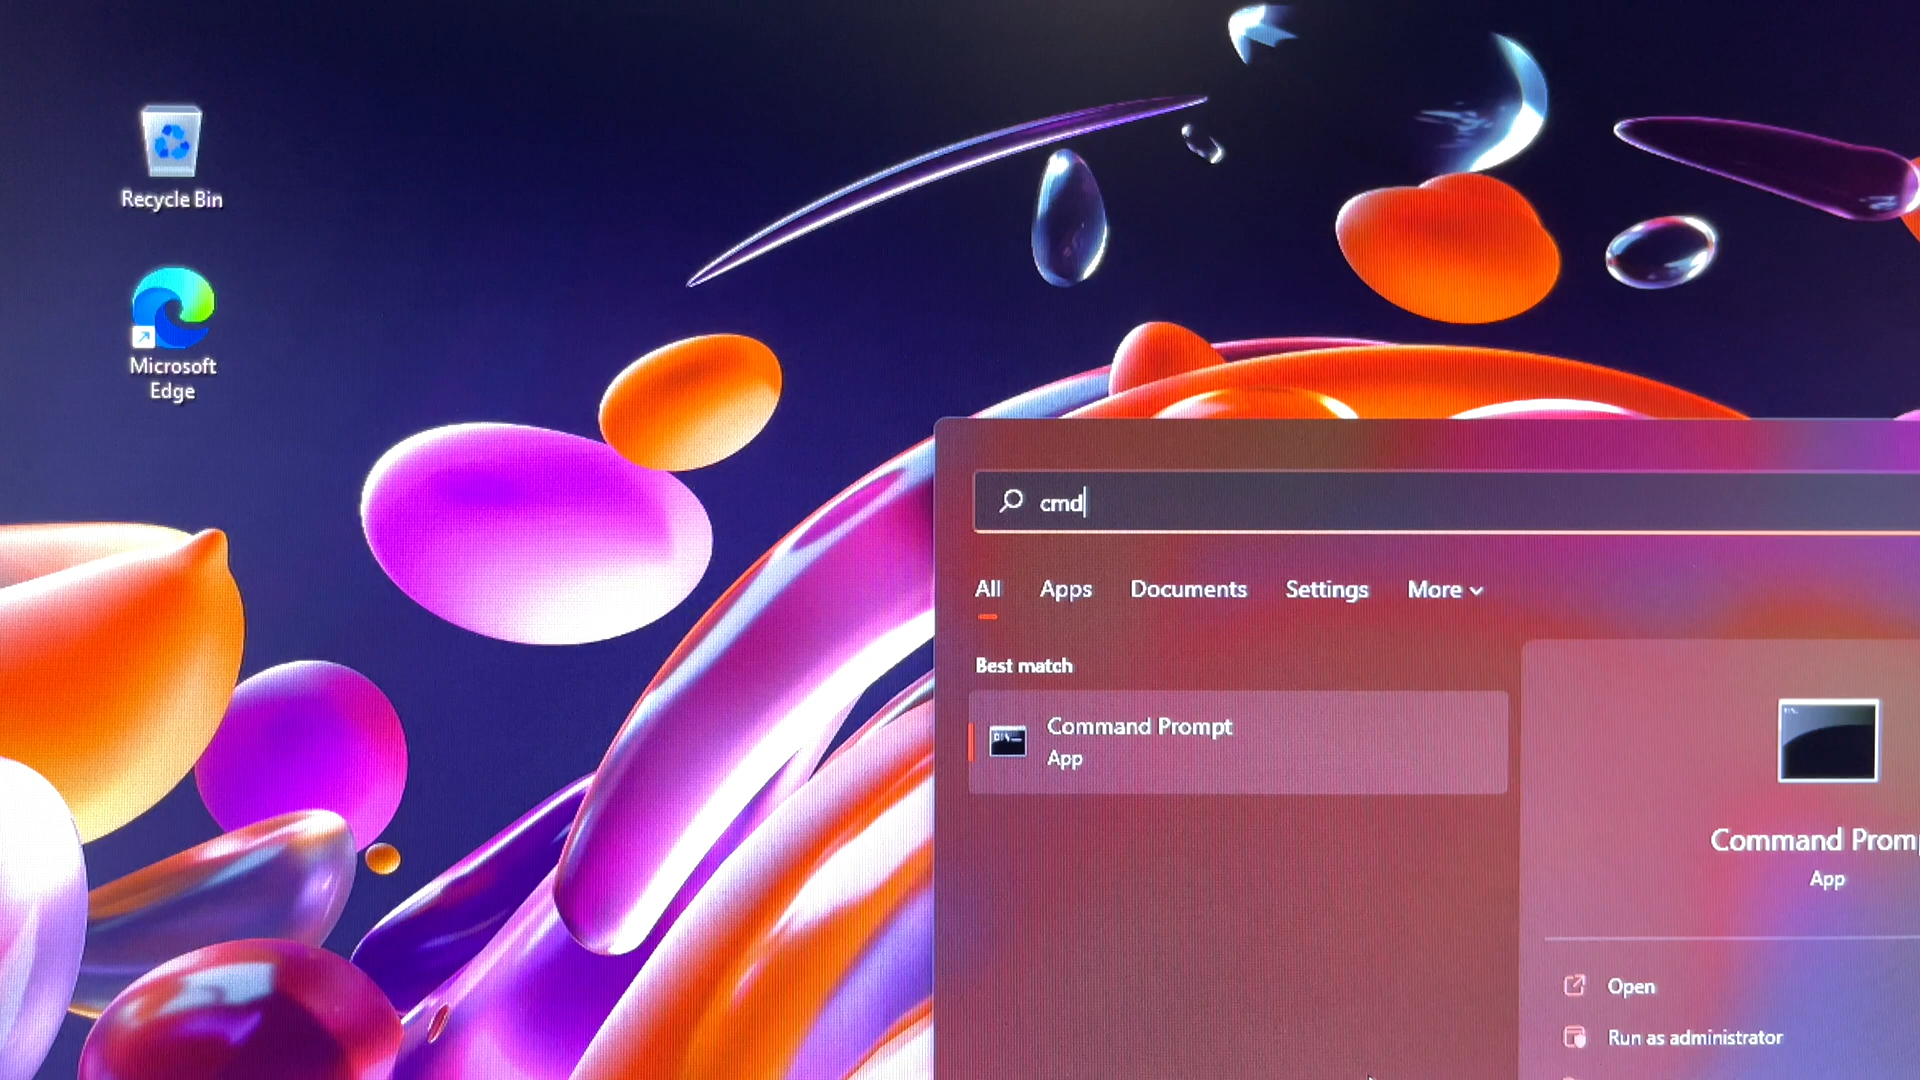 Recycle Bin
Microsoft
Edge
cmd
All Apps Documents Settings More
Best match
Command Prompt
App
Command Promp
App
Open
Run as administrator